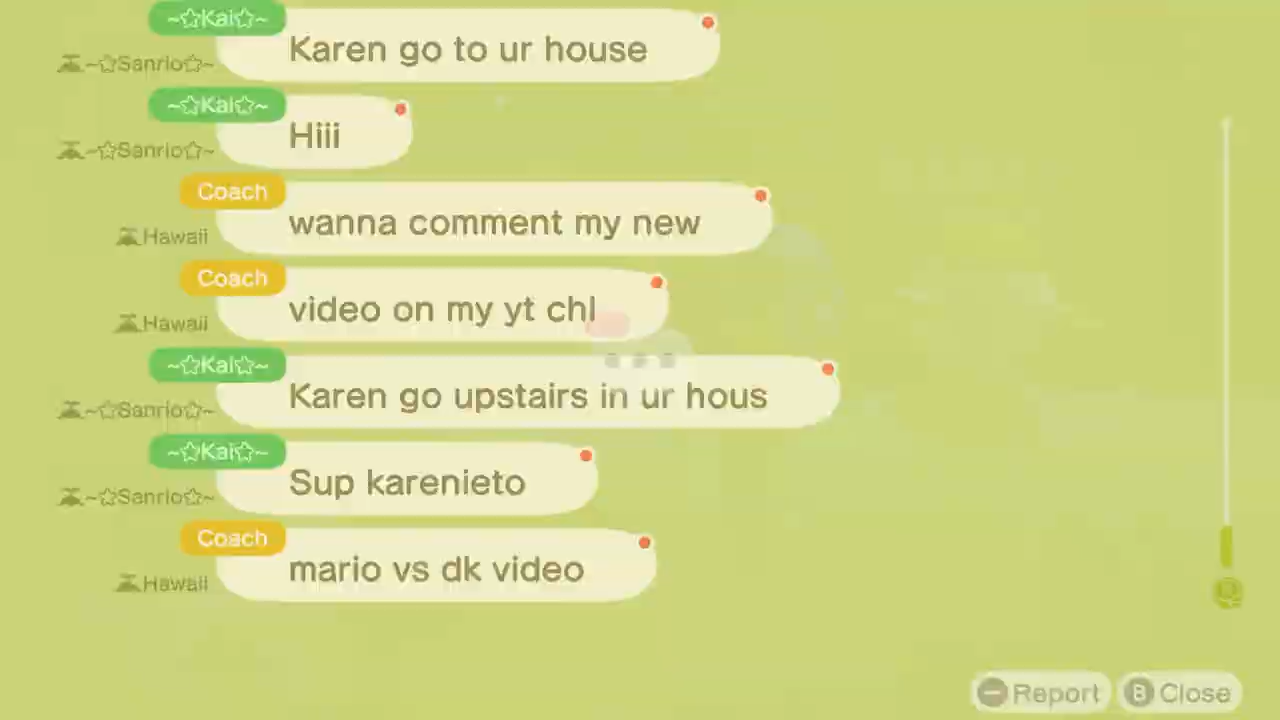 ~☆Kai☆~
Karen go to ur house
~☆Sanrio☆~
~☆Kai☆~
Hiii
~☆Sanrio☆~
Coach
wanna comment my new
Hawaii
Coach
video on my yt chl
Hawaii
~☆Kai☆~
Karen go upstairs in ur hous
~☆Sanrio☆~
~☆Kai☆~
Sup karenieto
~☆Sanrio☆~
Coach
mario vs dk video
Hawaii
R
Report
B Close